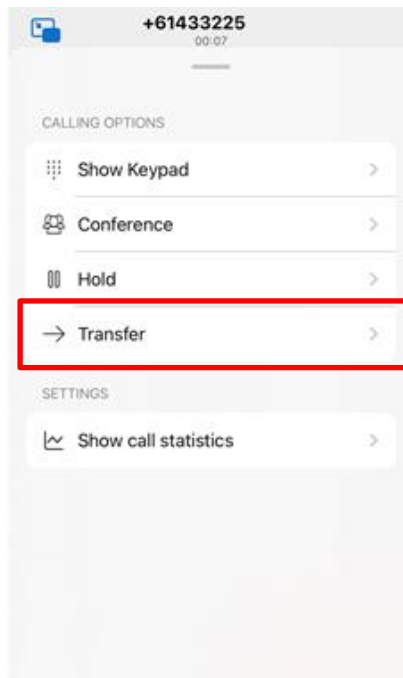 +61433225
00:07
CALLING OPTIONS
Show Keypad
Conference
Hold
Transfer
SETTINGS
Show call statistics